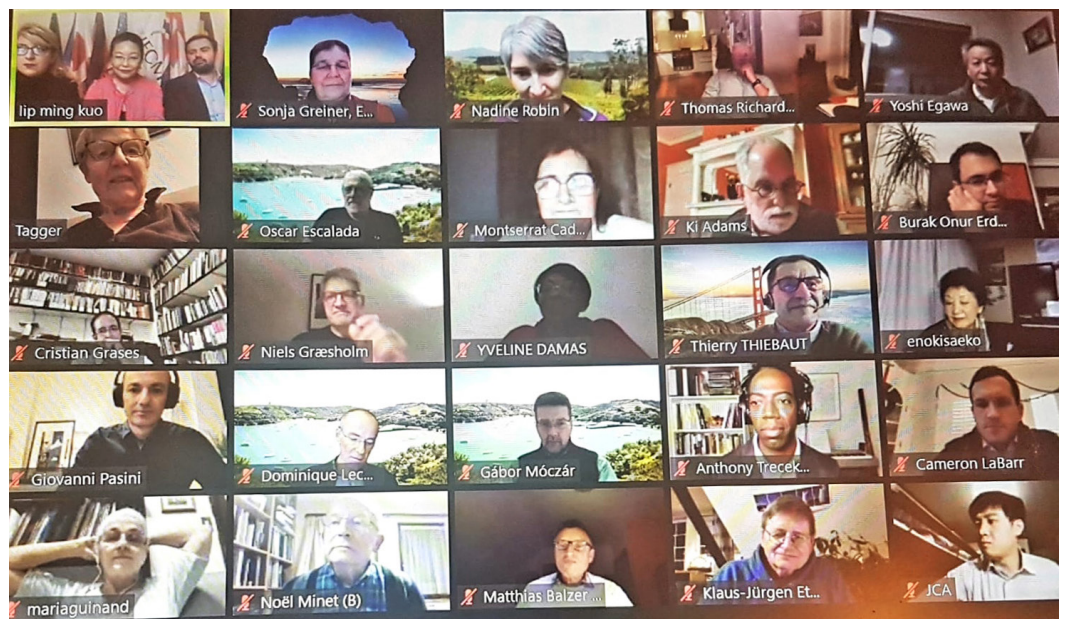 lip ming kuo
Sonja Greiner, E...
Nadine Robin
Thomas Richard...
Yoshi Egawa
Tagger
Oscar Escalada
Montserrat Cad...
Ki Adams
Burak Onur Erd...
Cristian Grases
Niels Græsholm
YVELINE DAMAS
Thierry THIEBAUT
enokisaeko
Giovanni Pasini
Dominique Lec...
Gábor Móczár
Anthony Trecek...
Cameron LaBarr
mariaguinand
Noël Minet (B)
Matthias Balzer ...
Klaus-Jürgen Et...
JCA